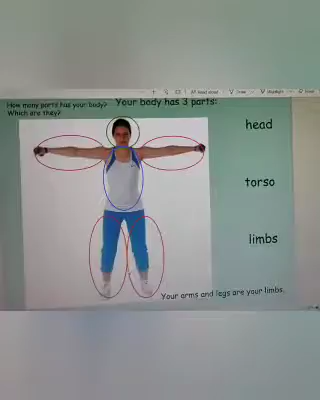 How many parts has your body?
Which are they?
Your body has 3 parts:
head
torso
limbs
Your arms and legs are your limbs.